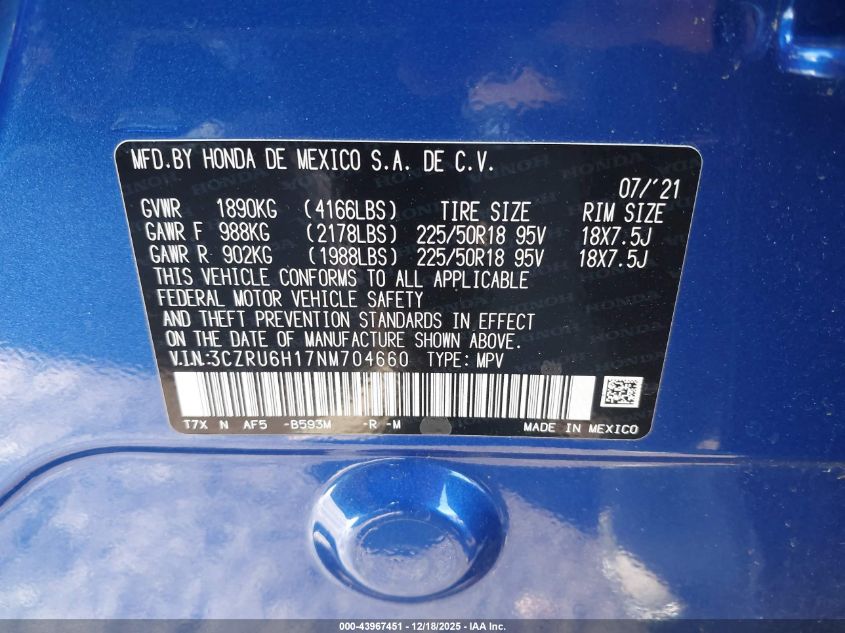 MFD.BY HONDA DE MEXICO S.A. DE C.V.
07/'21
GVWR 1890KG (4166LBS) TIRE SIZE RIM SIZE
GAWR F 988KG (2178LBS) 225/50R18 95V 18X7.5J
GAWR R 902KG (1988LBS) 225/50R18 95V 18X7.5J
THIS VEHICLE CONFORMS TO ALL APPLICABLE
FEDERAL MOTOR VEHICLE SAFETY
AND THEFT PREVENTION STANDARDS IN EFFECT
ON THE DATE OF MANUFACTURE SHOWN ABOVE.
V.I.N.:3CZRU6H17NM704660 TYPE: MPV
T7X N AF5 -B593M -R -M
MADE IN MEXICO
000-43967451 – 12/18/2025 – IAA Inc.